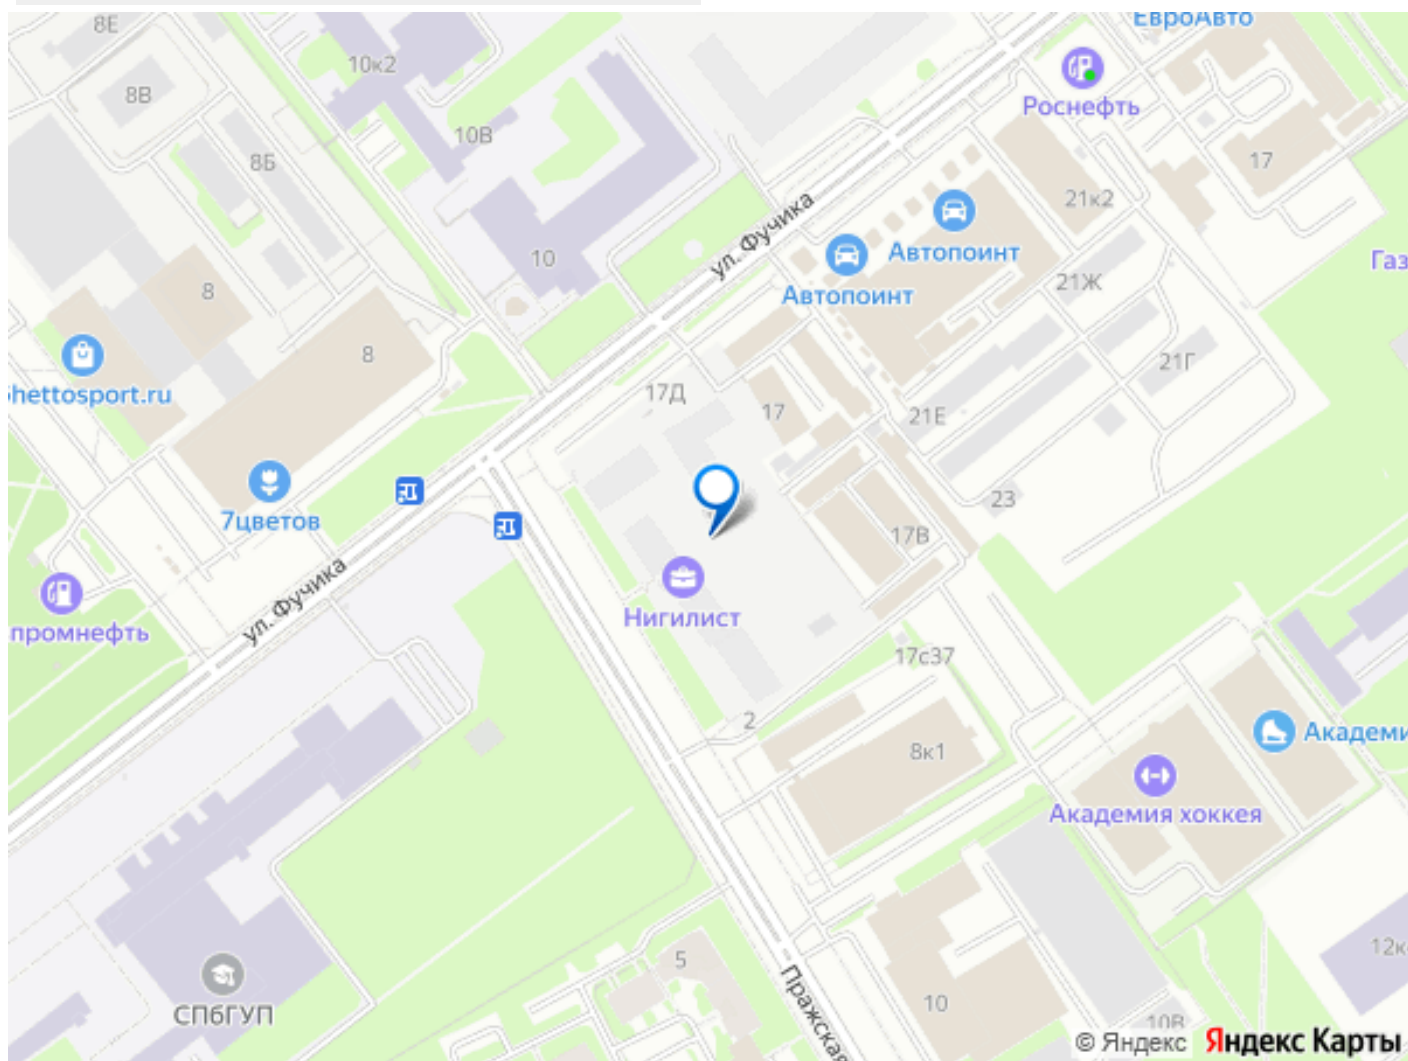 8Е
ЕвроАвто
10к2
8В
Роснефть
10В
8Б
17
21к2
ул. Фучика
Автопоинт
10
Газ
21Ж
Автопоинт
8
8
21Г
hettosport.ru
17Д
17
21Е
23
7цветов
17В
ул. Фучика
промнефть
Нигилист
17с37
2
8к1
Академи
Академия хоккея
12к
5
СПбГУП
Пражская
10
10В
© Яндекс Яндекс Карты